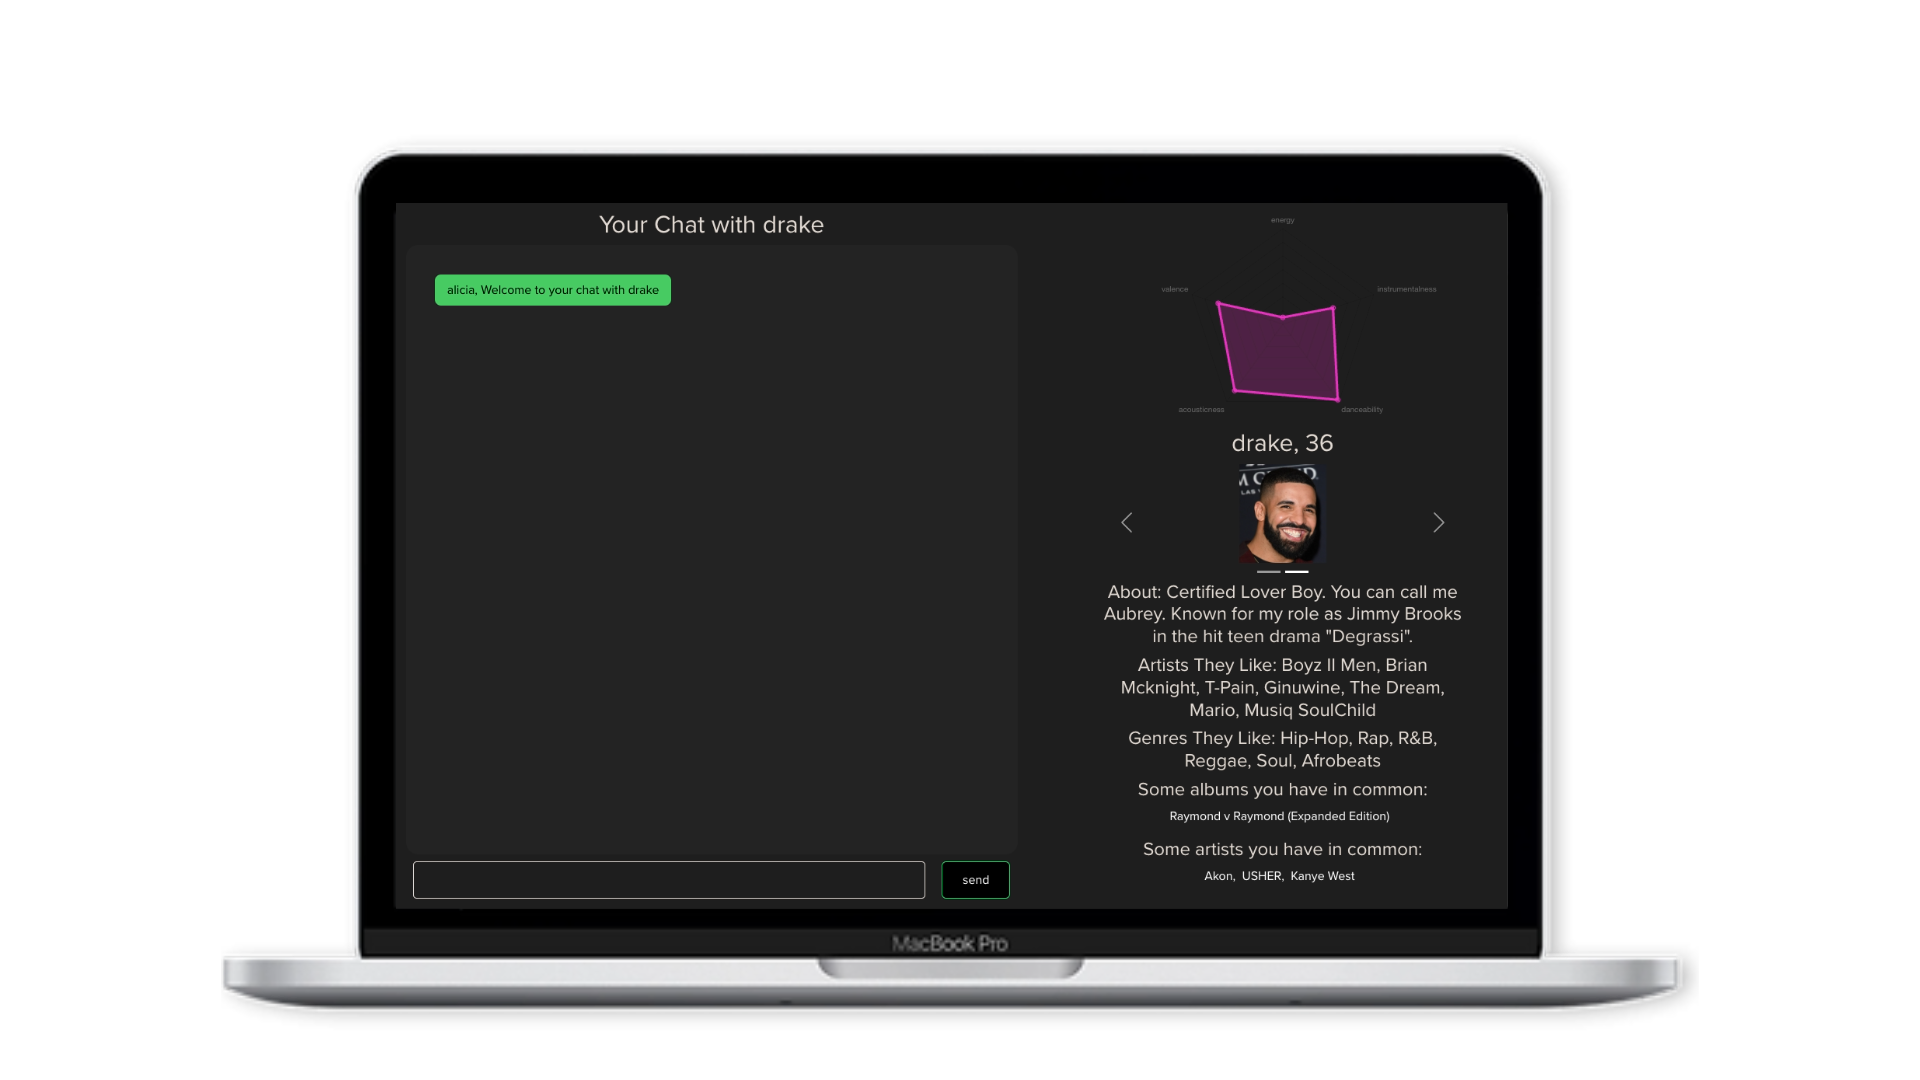 Your Chat with drake
alicia, Welcome to your chat with drake
send
energy
valence
instrumentalness
acousticness
danceability
drake, 36
About: Certified Lover Boy. You can call me
Aubrey. Known for my role as Jimmy Brooks
in the hit teen drama "Degrassi".
Artists They Like: Boyz II Men, Brian
Mcknight, T-Pain, Ginuwine, The Dream,
Mario, Musiq SoulChild
Genres They Like: Hip-Hop, Rap, R&B,
Reggae, Soul, Afrobeats
Some albums you have in common:
Raymond v Raymond (Expanded Edition)
Some artists you have in common:
Akon, USHER, Kanye West
MacBook Pro